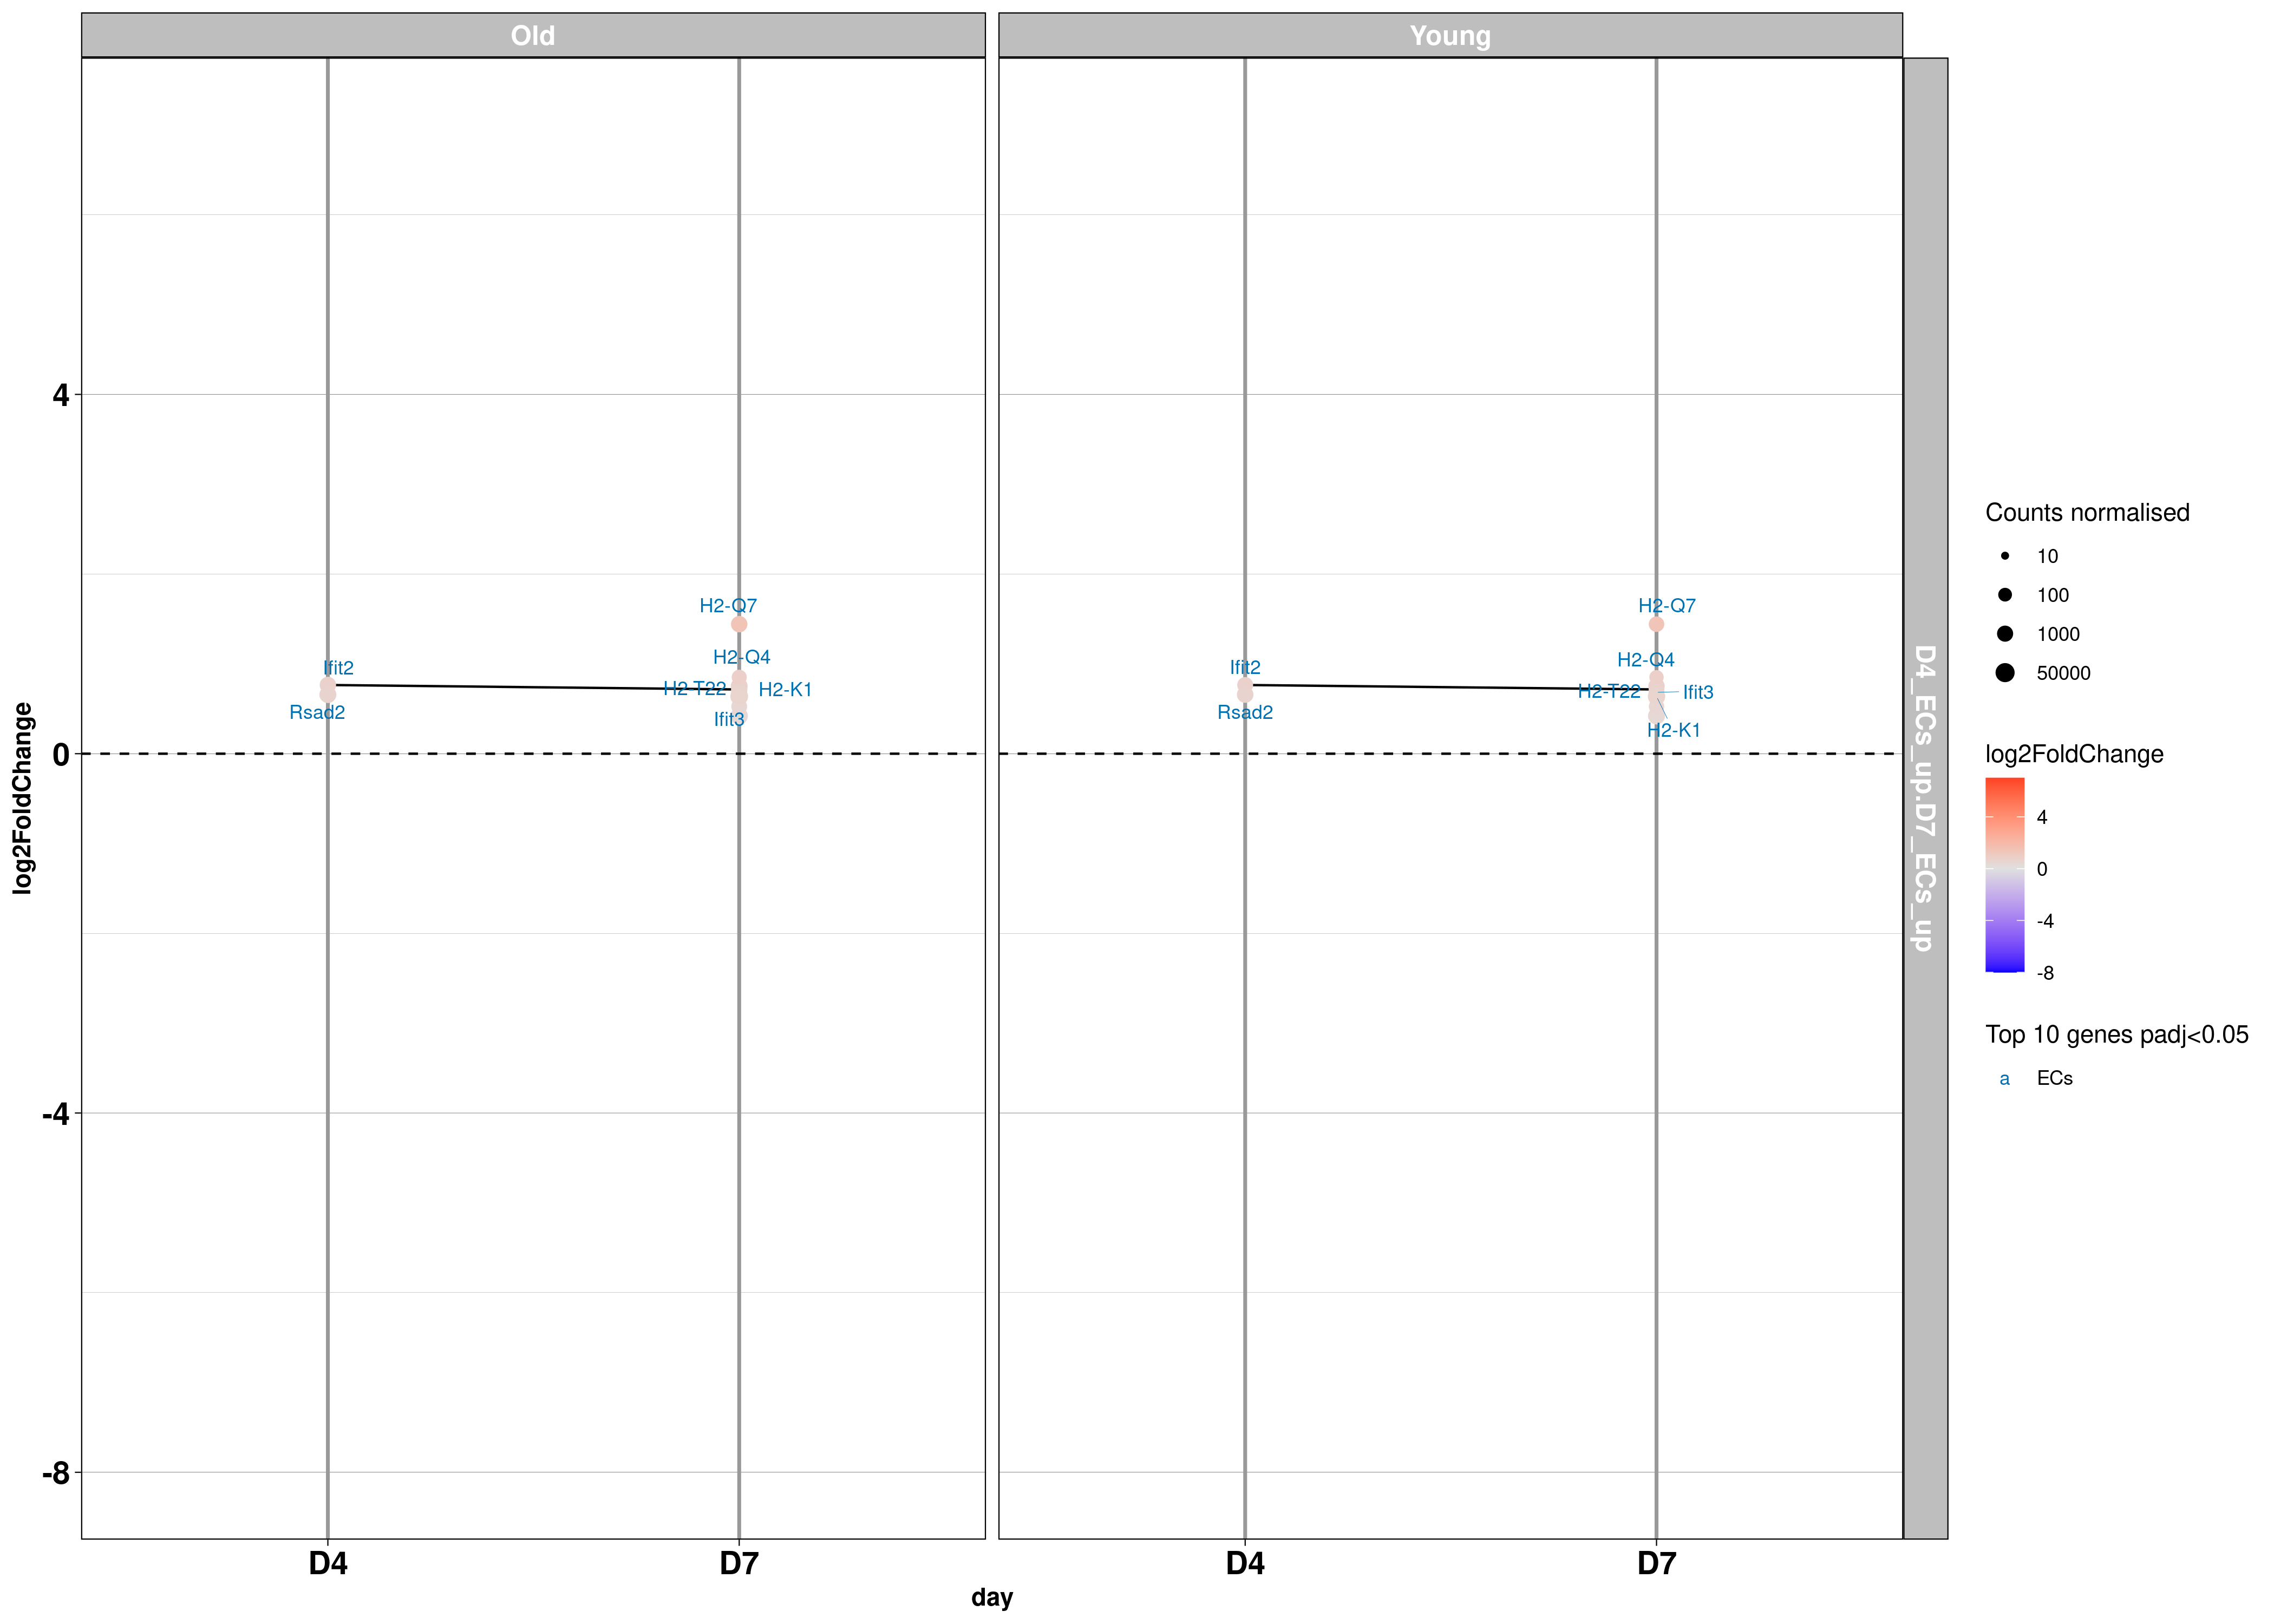 Old
Young
4
0
-4
-8
log2FoldChange
Ifit2
Rsad2
H2-Q7
H2-Q4
H2-T22
H2-K1
Ifit3
Ifit2
Rsad2
H2-Q7
H2-Q4
H2-T22
Ifit3
H2-K1
D4
D7
D4
D7
day
D4_ECs_up.D7_ECs_up
Counts normalised
10
100
1000
50000
log2FoldChange
4
0
-4
-8
Top 10 genes padj<0.05
a ECs